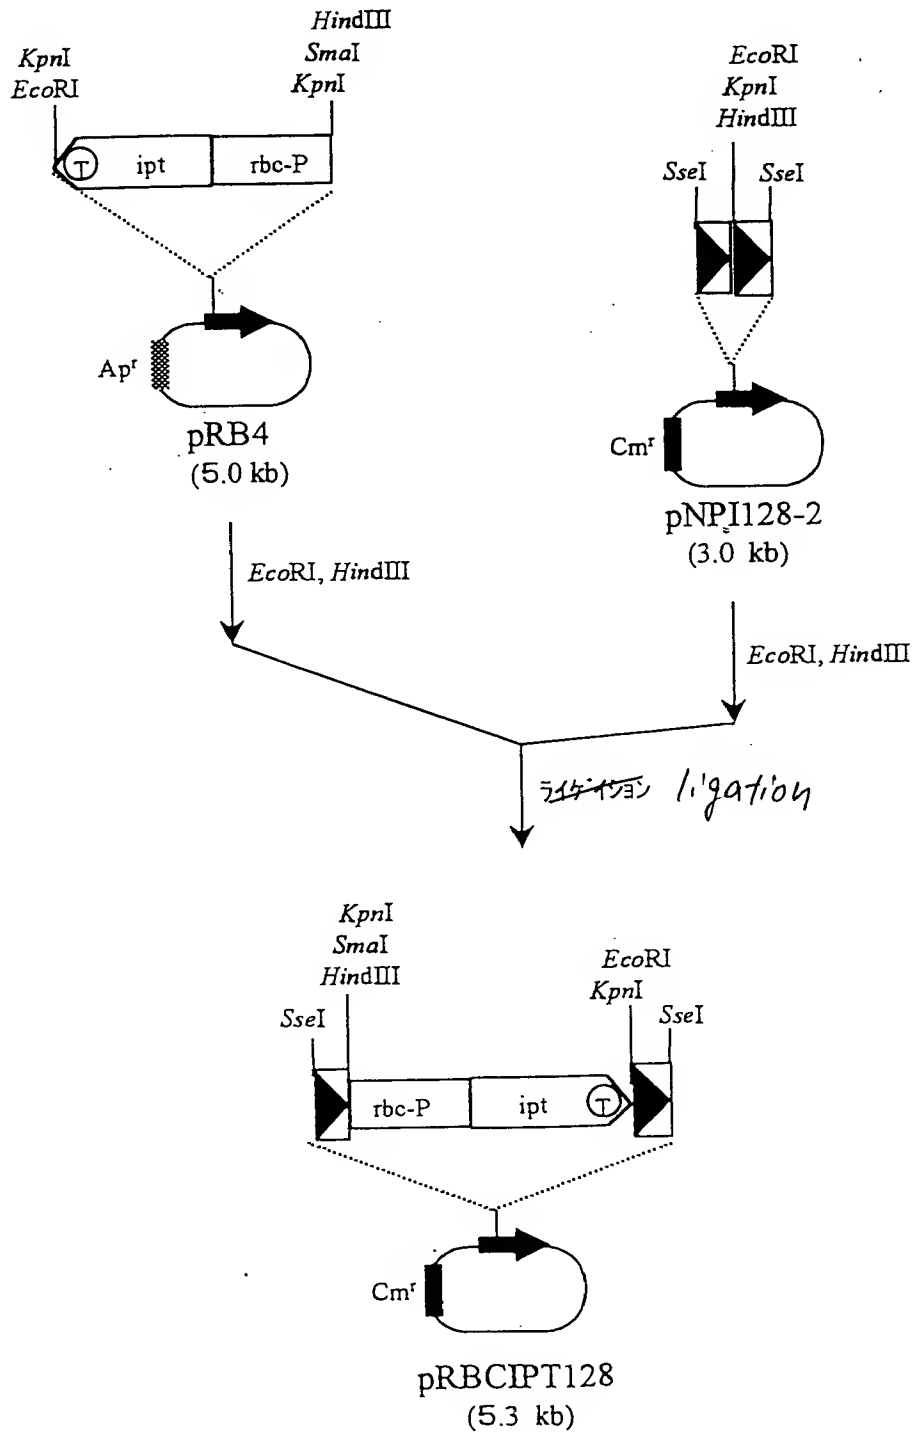 HindIII
SmaI
KpnI
KpnI
EcoRI
T
ipt
rbc-P
Apʳ
pRB4
(5.0 kb)
EcoRI
KpnI
HindIII
SseI
SseI
Cmʳ
pNPI128-2
(3.0 kb)
EcoRI, HindIII
EcoRI, HindIII
ライゲイション ligation
KpnI
SmaI
HindIII
SseI
EcoRI
KpnI
SseI
rbc-P
ipt
T
Cmʳ
pRBCIPT128
(5.3 kb)